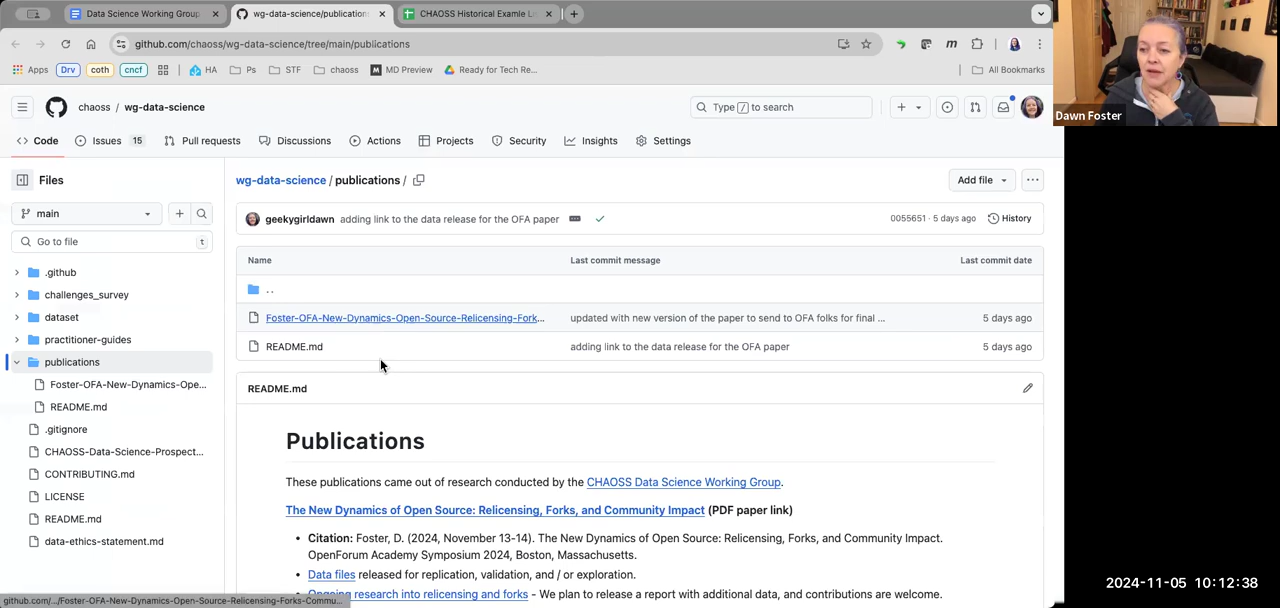 Data Science Working Group
wg-data-science/publication
CHAOSS Historical Examle Le
github.com/chaoss/wg-data-science/tree/main/publications
Apps
Drv
coth
cncf
HA
Ps
STF
chaoss
MD Preview
Ready for Tech Re...
All Bookmarks
Dawn Foster
chaoss / wg-data-science
Type / to search
Code
Issues 15
Pull requests
Discussions
Actions
Projects
Insights
Security
Settings
Files
main
Go to file t
.github
challenges_survey
dataset
practitioner-guides
publications
Foster-OFA-New-Dynamics-Ope...
README.md
.gitignore
CHAOSS-Data-Science-Prospect...
CONTRIBUTING.md
LICENSE
README.md
data-ethics-statement.md
wg-data-science / publications /
Add file
geekygirldawn adding link to the data release for the OFA paper 0055651 · 5 days ago History
Name Last commit message Last commit date
..
Foster-OFA-New-Dynamics-Open-Source-Relicensing-Fork... updated with new version of the paper to send to OFA folks for final ... 5 days ago
README.md adding link to the data release for the OFA paper 5 days ago
README.md
Publications
These publications came out of research conducted by the CHAOSS Data Science Working Group.
The New Dynamics of Open Source: Relicensing, Forks, and Community Impact (PDF paper link)
• Citation: Foster, D. (2024, November 13-14). The New Dynamics of Open Source: Relicensing, Forks, and Community Impact.
OpenForum Academy Symposium 2024, Boston, Massachusetts.
• Data files released for replication, validation, and / or exploration.
• Ongoing research into relicensing and forks - We plan to release a report with additional data, and contributions are welcome.
github.com/.../Foster-OFA-New-Dynamics-Open-Source-Relicensing-Forks-Commu...
2024-11-05 10:12:38